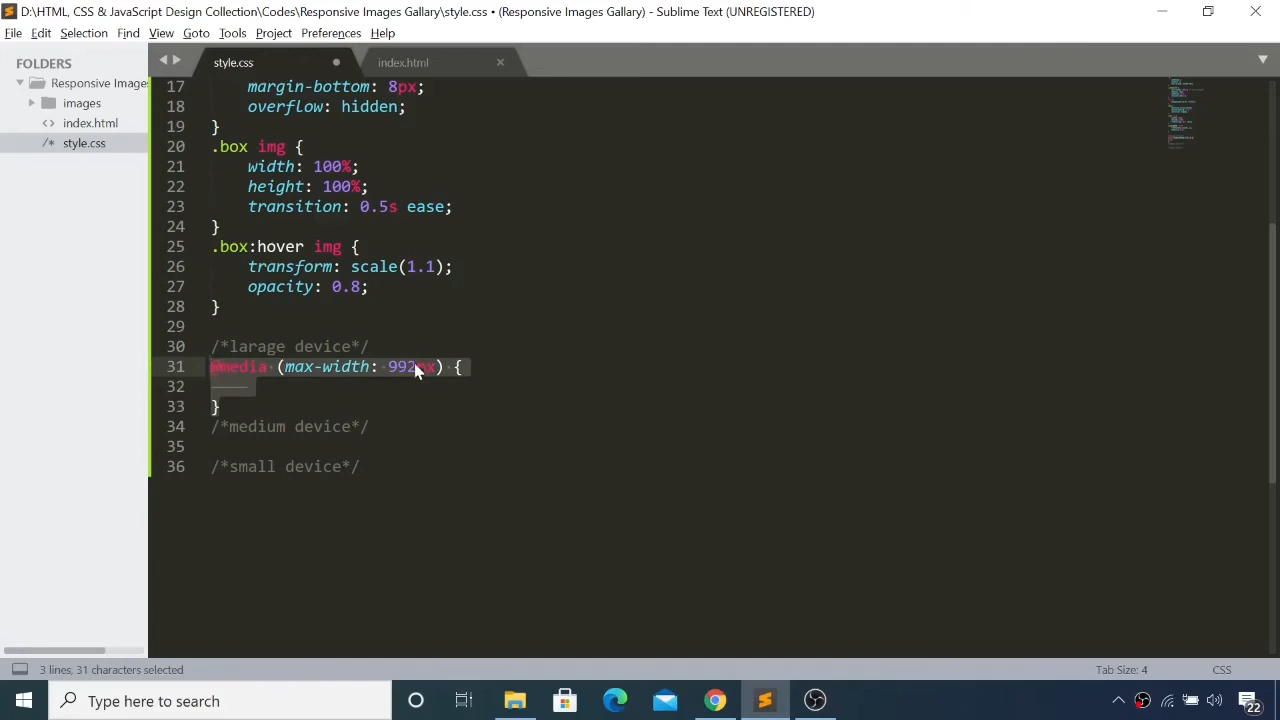 D:\HTML, CSS & JavaScript Design Collection\Codes\Responsive Images Gallary\style.css • (Responsive Images Gallary) - Sublime Text (UNREGISTERED)
File Edit Selection Find View Goto Tools Project Preferences Help
FOLDERS
Responsive Images
images
index.html
style.css
style.css index.html
17 margin-bottom: 8px;
18 overflow: hidden;
19 }
20 .box img {
21 width: 100%;
22 height: 100%;
23 transition: 0.5s ease;
24 }
25 .box:hover img {
26 transform: scale(1.1);
27 opacity: 0.8;
28 }
29
30 /*larage device*/
31 @media (max-width: 992px) {
32
33 }
34 /*medium device*/
35
36 /*small device*/
3 lines, 31 characters selected Tab Size: 4 CSS
Type here to search
22